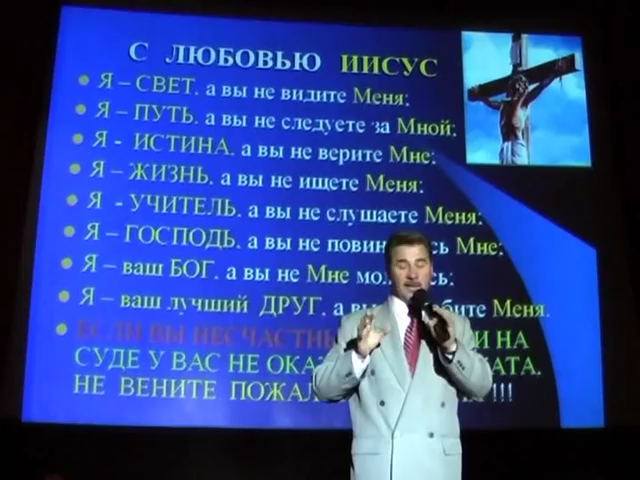 С ЛЮБОВЬЮ ИИСУС
Я – СВЕТ, а вы не видите Меня;
Я – ПУТЬ, а вы не следуете за Мной;
Я - ИСТИНА, а вы не верите Мне;
Я – ЖИЗНЬ, а вы не ищете Меня;
Я - УЧИТЕЛЬ, а вы не слушаете Меня;
Я – ГОСПОДЬ, а вы не Мне;
Я – ваш БОГ, а вы не Мне
Я – ваш лучший ДРУГ, а Меня.
ЕСЛИ ВЫ И НА
СУДЕ У ВАС НЕ
НЕ ВЕНИТЕ !!!